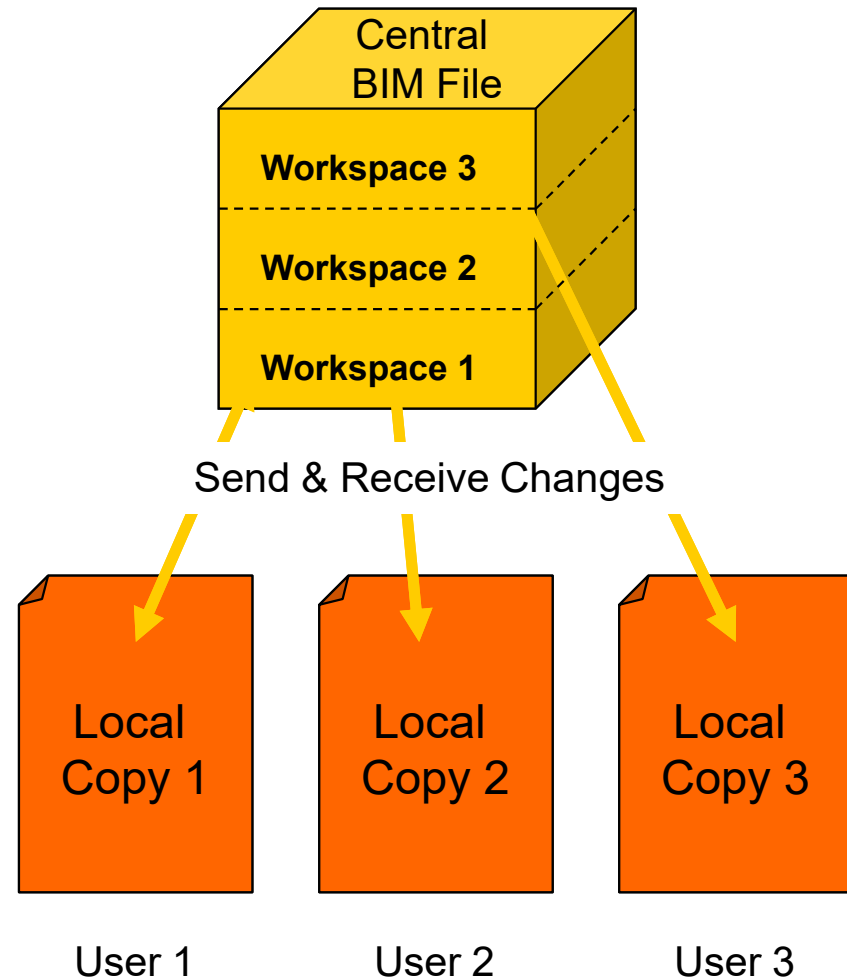 Central
BIM File
Workspace 3
Workspace 2
Workspace 1
Send & Receive Changes
Local
Copy 1
Local
Copy 2
Local
Copy 3
User 1
User 2
User 3